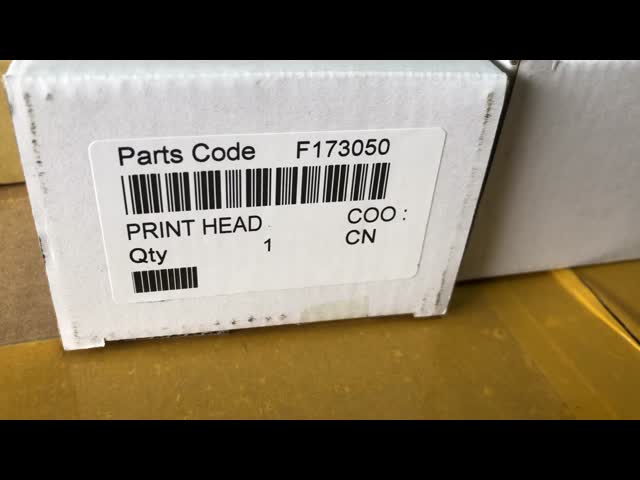 Parts Code F173050
PRINT HEAD COO :
Qty 1 CN